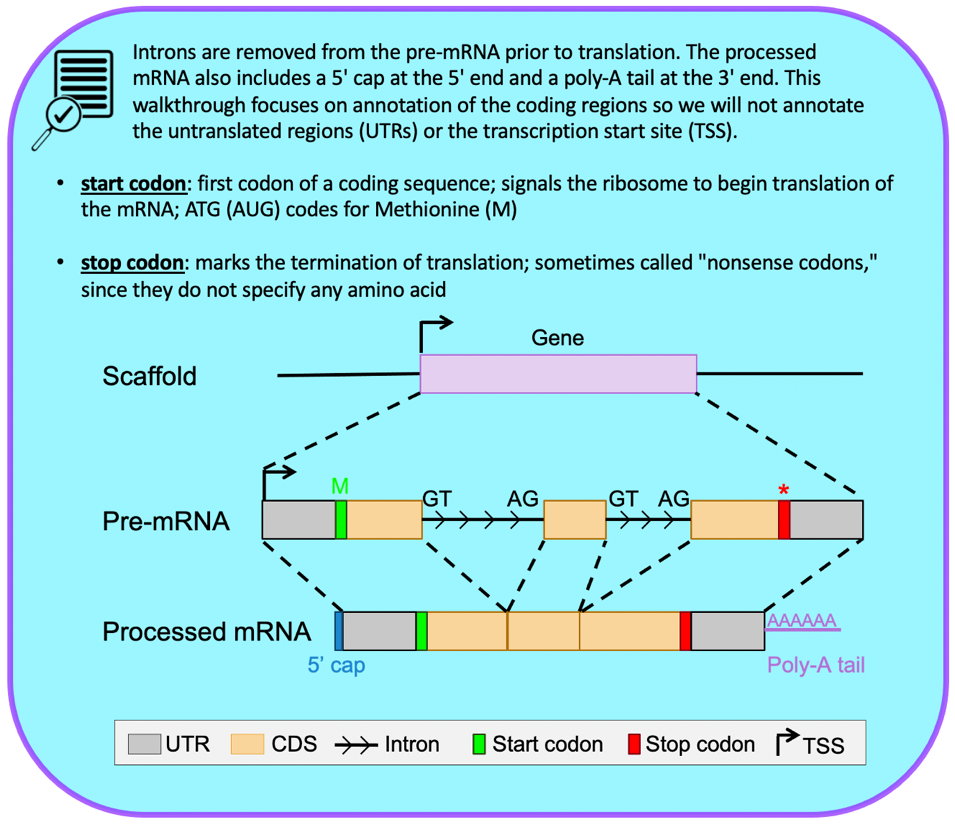 Introns are removed from the pre-mRNA prior to translation. The processed
mRNA also includes a 5' cap at the 5' end and a poly-A tail at the 3' end. This
walkthrough focuses on annotation of the coding regions so we will not annotate
the untranslated regions (UTRs) or the transcription start site (TSS).
• start codon: first codon of a coding sequence; signals the ribosome to begin translation of
the mRNA; ATG (AUG) codes for Methionine (M)
• stop codon: marks the termination of translation; sometimes called "nonsense codons,"
since they do not specify any amino acid
Gene
Scaffold
M
*
GT AG GT AG
Pre-mRNA
Processed mRNA
AAAAAA
5' cap
Poly-A tail
UTR CDS Intron Start codon Stop codon TSS